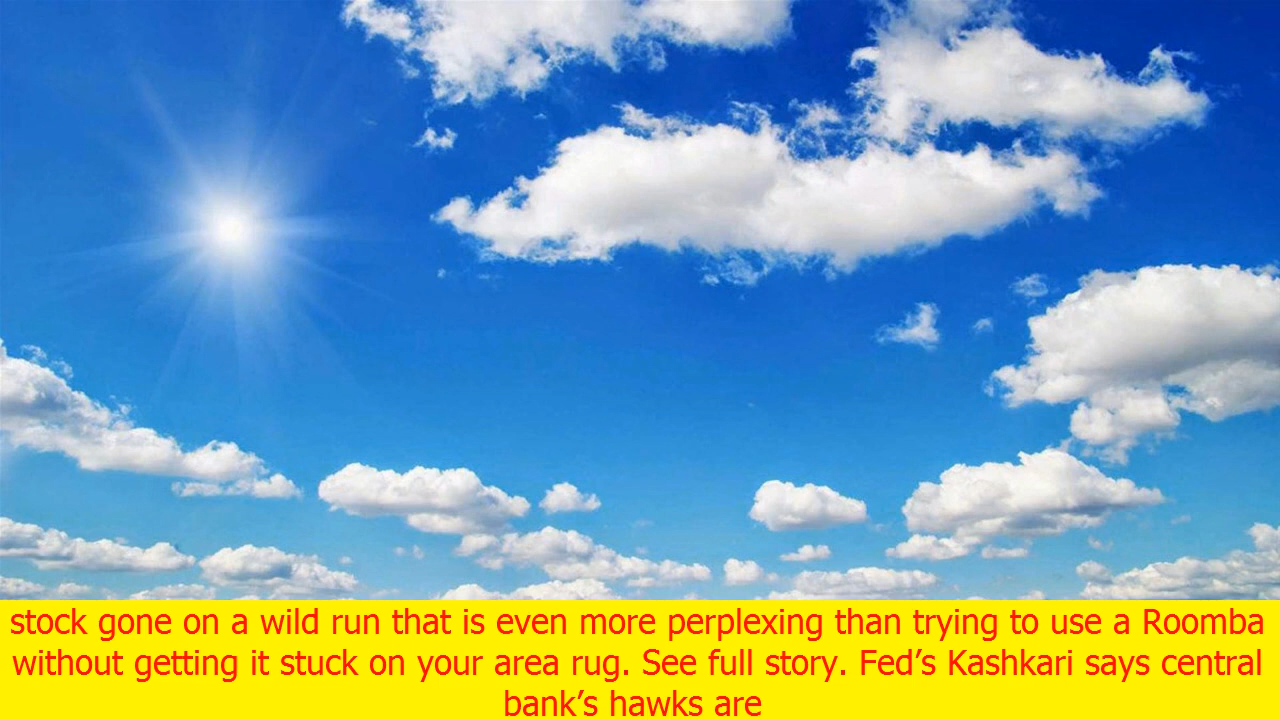 stock gone on a wild run that is even more perplexing than trying to use a Roomba
without getting it stuck on your area rug. See full story. Fed’s Kashkari says central
bank’s hawks are